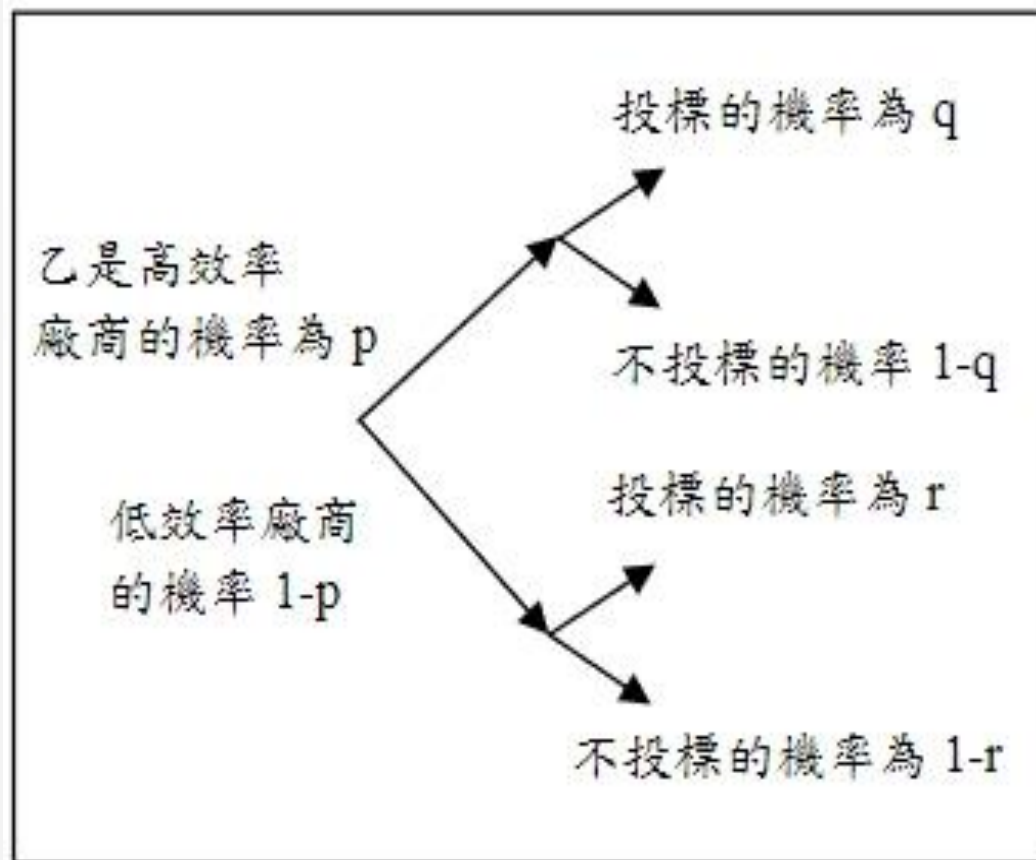 投標的機率為 q
乙是高效率
廠商的機率為 p
不投標的機率 1-q
投標的機率為 r
低效率廠商
的機率 1-p
不投標的機率為 1-r